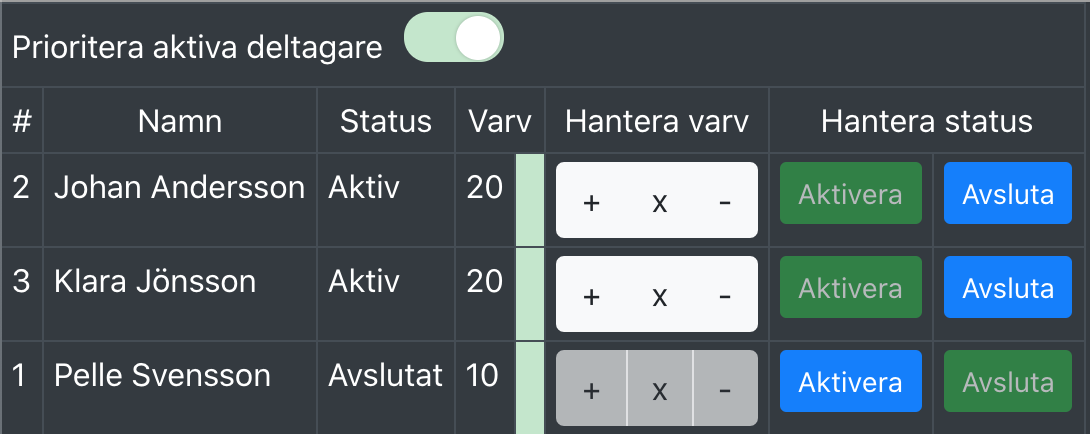 Prioritera aktiva deltagare
# Namn Status Varv Hantera varv Hantera status
2 Johan Andersson Aktiv 20 + x - Aktivera Avsluta
3 Klara Jönsson Aktiv 20 + x - Aktivera Avsluta
1 Pelle Svensson Avslutat 10 + x - Aktivera Avsluta